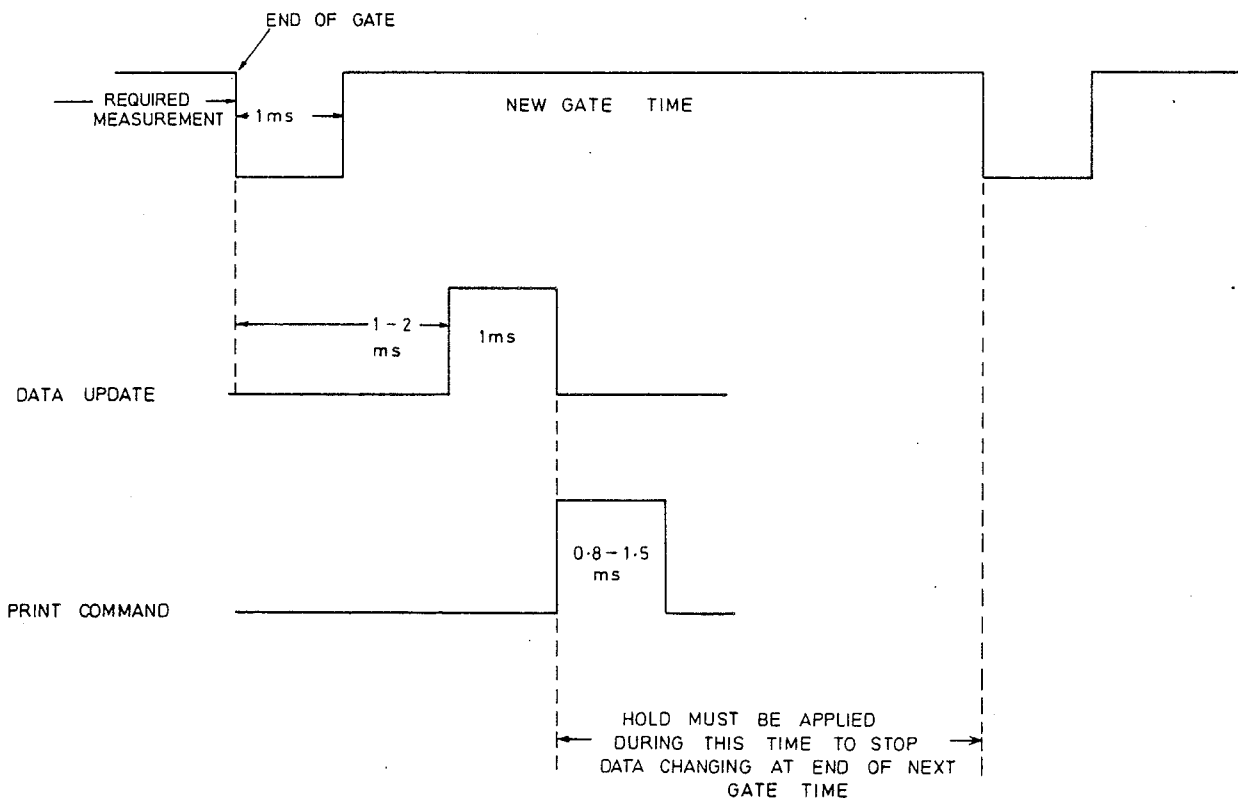 END OF GATE
REQUIRED
MEASUREMENT
1ms
NEW GATE TIME
1-2
ms
1ms
DATA UPDATE
0·8-1·5
ms
PRINT COMMAND
HOLD MUST BE APPLIED
DURING THIS TIME TO STOP
DATA CHANGING AT END OF NEXT
GATE TIME